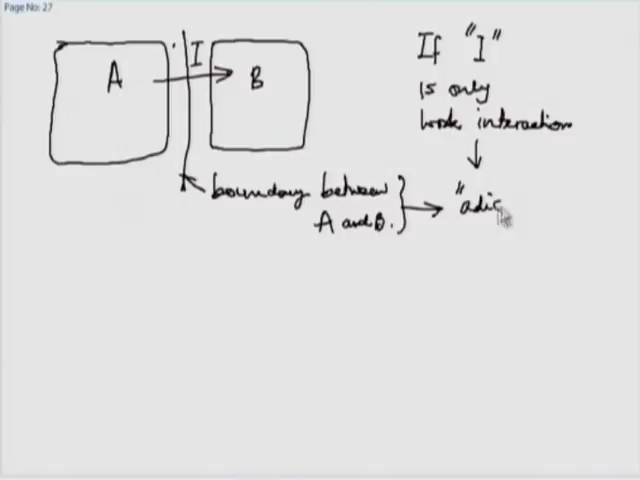 Page No: 27
A
I
B
If "I"
is only
work interaction
boundary between
A and B.
"adic